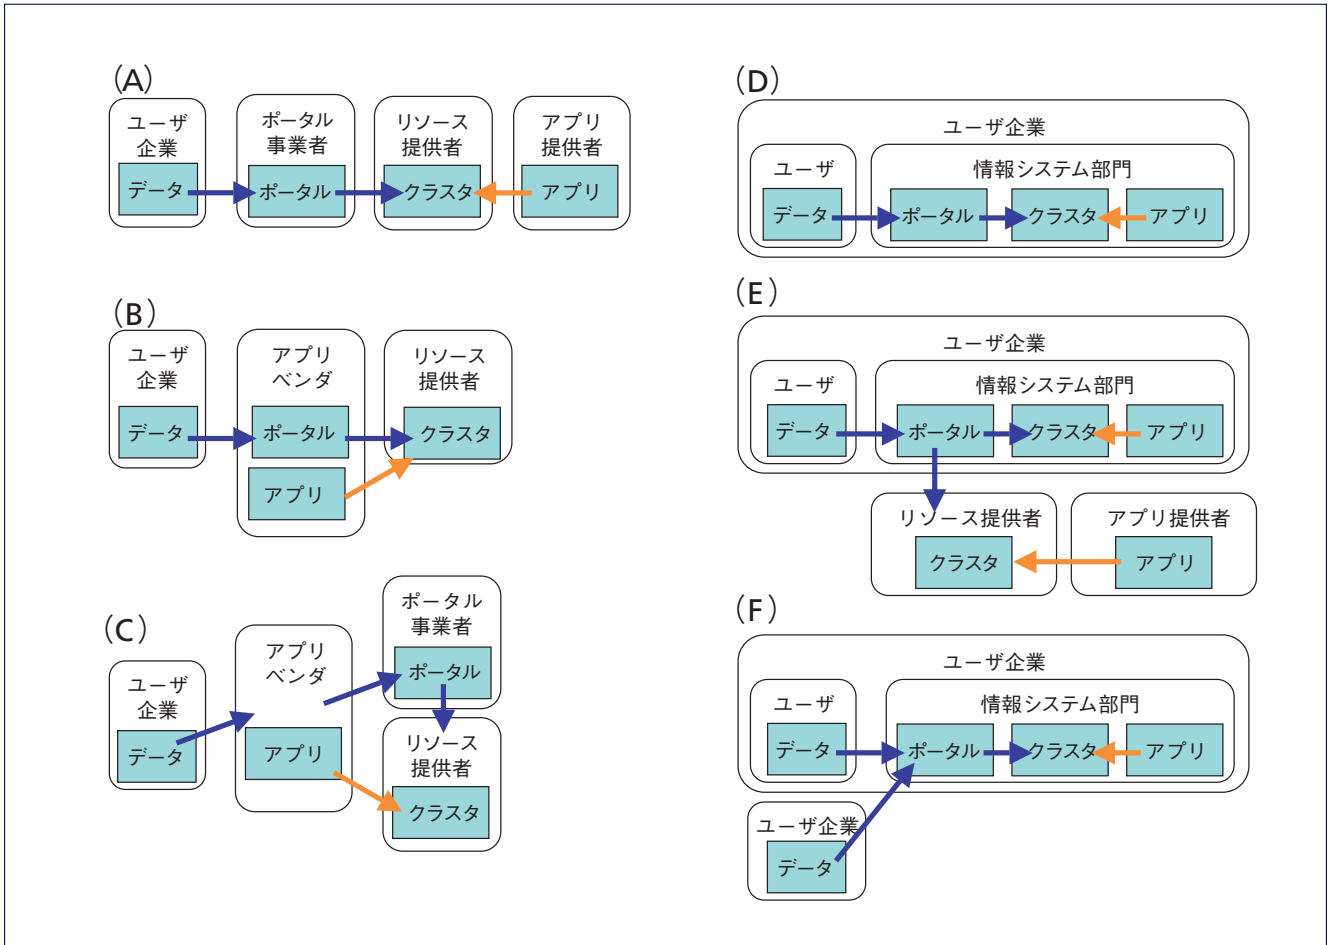 (A)
ユーザ
企業
データ
ポータル
事業者
ポータル
リソース
提供者
クラスタ
アプリ
提供者
アプリ
(B)
ユーザ
企業
データ
アプリ
ベンダ
ポータル
アプリ
リソース
提供者
クラスタ
(C)
ユーザ
企業
データ
アプリ
ベンダ
アプリ
ポータル
事業者
ポータル
リソース
提供者
クラスタ
(D)
ユーザ企業
ユーザ
データ
情報システム部門
ポータル
クラスタ
アプリ
(E)
ユーザ企業
ユーザ
データ
情報システム部門
ポータル
クラスタ
アプリ
リソース提供者
クラスタ
アプリ提供者
アプリ
(F)
ユーザ企業
ユーザ
データ
情報システム部門
ポータル
クラスタ
アプリ
ユーザ企業
データ